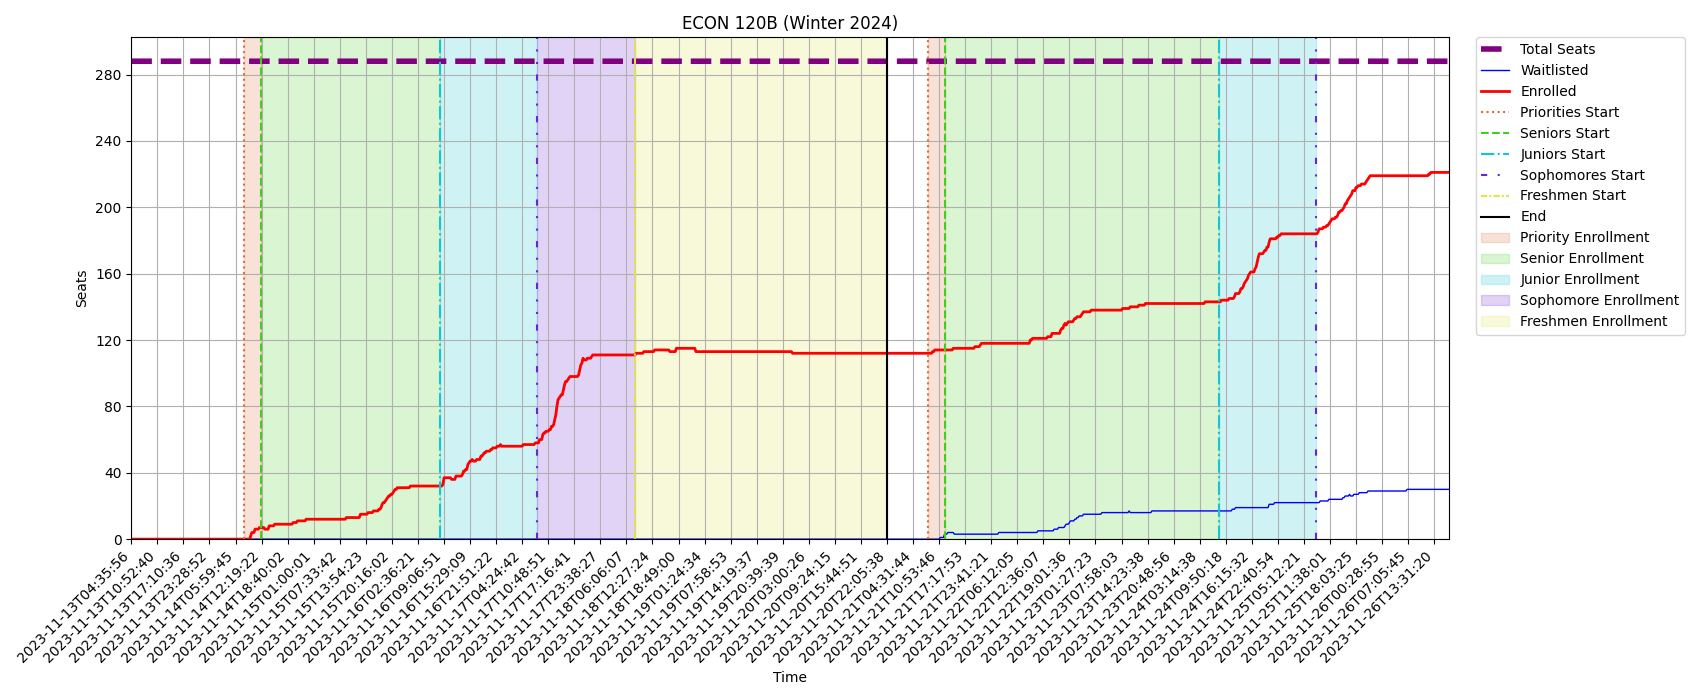 ECON 120B (Winter 2024)
Seats
280
240
200
160
120
80
40
0
2023-11-13T04:35:56
2023-11-13T10:52:40
2023-11-13T17:10:36
2023-11-13T23:28:52
2023-11-14T05:59:45
2023-11-14T12:19:22
2023-11-14T18:40:02
2023-11-15T01:00:01
2023-11-15T07:33:42
2023-11-15T13:54:23
2023-11-15T20:16:02
2023-11-16T02:36:21
2023-11-16T09:06:51
2023-11-16T15:29:09
2023-11-16T21:51:22
2023-11-17T04:24:42
2023-11-17T10:48:51
2023-11-17T17:16:41
2023-11-17T23:38:27
2023-11-18T06:06:07
2023-11-18T12:27:24
2023-11-18T18:49:00
2023-11-19T01:24:34
2023-11-19T07:58:53
2023-11-19T14:19:37
2023-11-19T20:39:39
2023-11-20T03:00:26
2023-11-20T09:24:15
2023-11-20T15:44:51
2023-11-20T22:05:38
2023-11-21T04:31:44
2023-11-21T10:53:46
2023-11-21T17:17:53
2023-11-21T23:41:21
2023-11-22T06:12:05
2023-11-22T12:36:07
2023-11-22T19:01:36
2023-11-23T01:27:23
2023-11-23T07:58:03
2023-11-23T14:23:38
2023-11-23T20:48:56
2023-11-24T03:14:38
2023-11-24T09:50:18
2023-11-24T16:15:32
2023-11-24T22:40:54
2023-11-25T05:12:21
2023-11-25T11:38:01
2023-11-25T18:03:25
2023-11-26T00:28:55
2023-11-26T07:05:45
2023-11-26T13:31:20
Time
Total Seats
Waitlisted
Enrolled
Priorities Start
Seniors Start
Juniors Start
Sophomores Start
Freshmen Start
End
Priority Enrollment
Senior Enrollment
Junior Enrollment
Sophomore Enrollment
Freshmen Enrollment